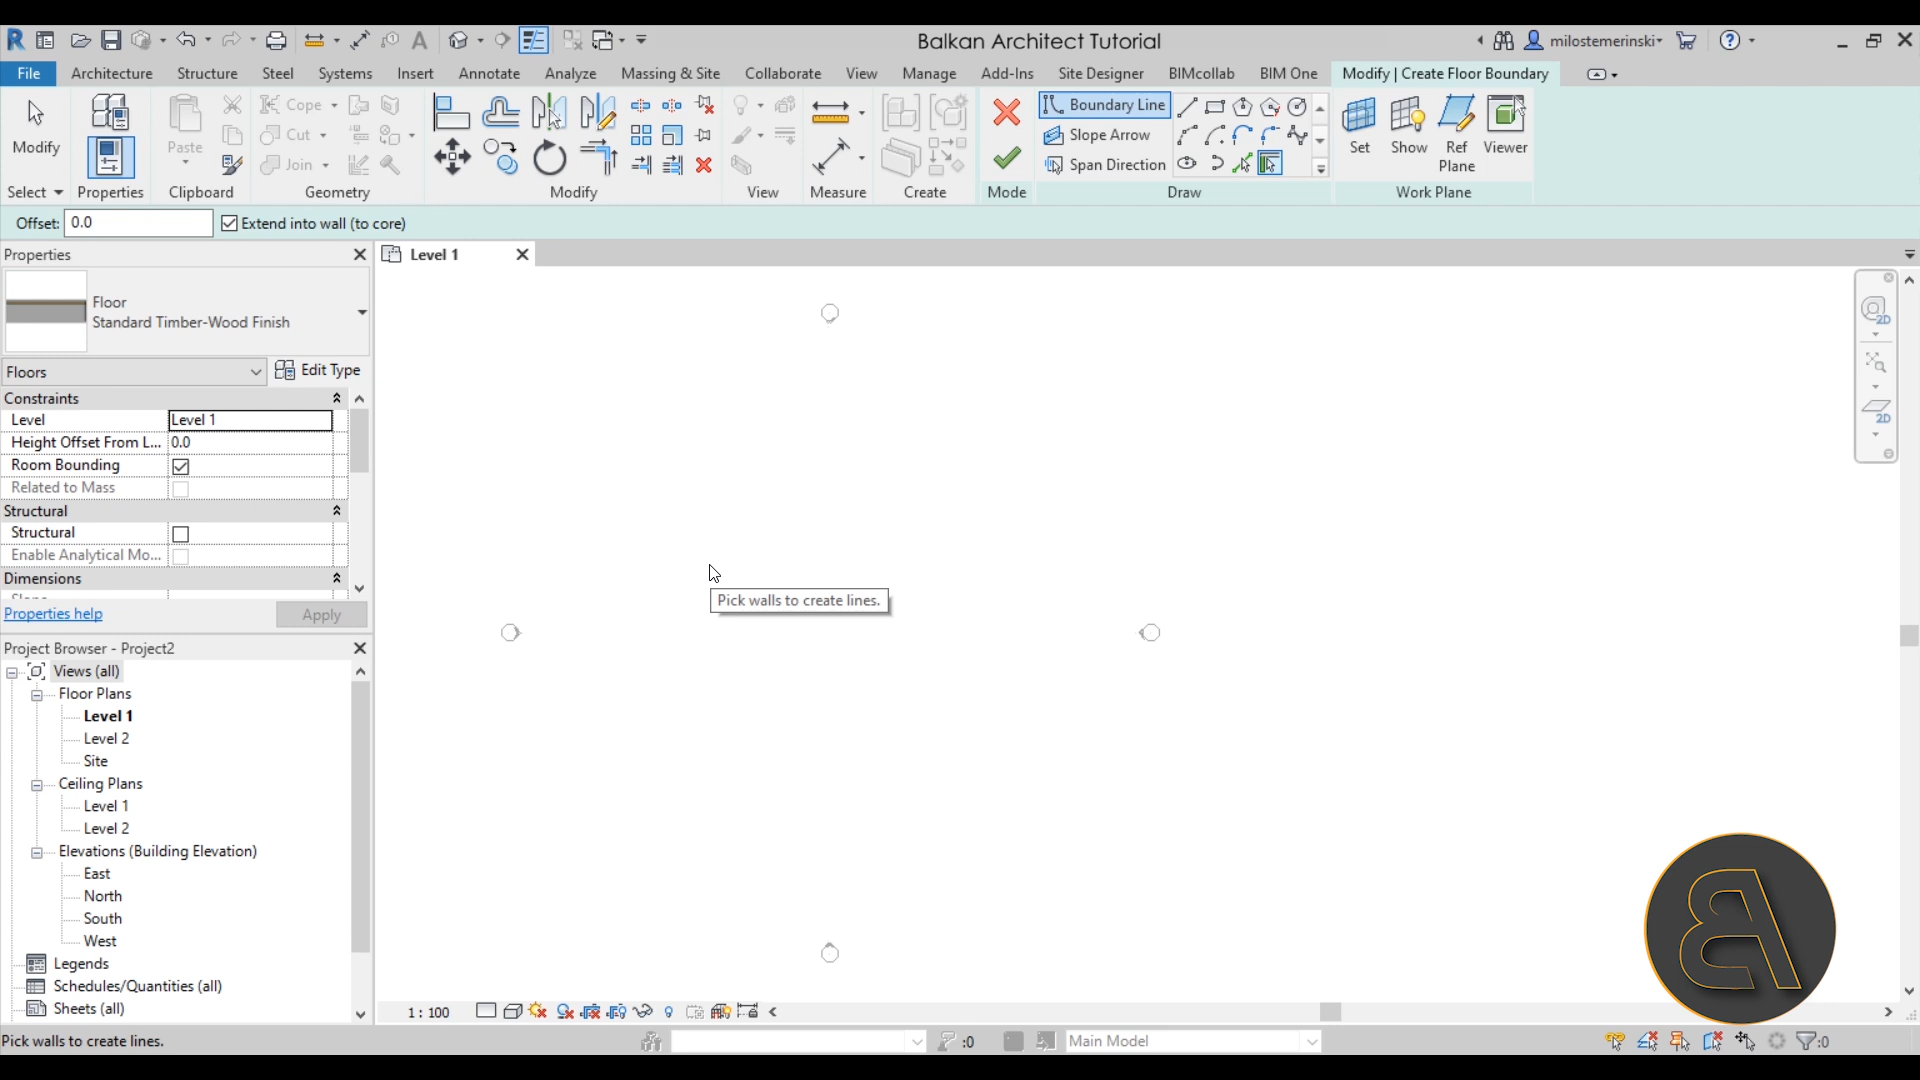 Balkan Architect Tutorial
milostemerinski
File Architecture Structure Steel Systems Insert Annotate Analyze Massing & Site Collaborate View Manage Add-Ins Site Designer BIMcollab BIM One Modify | Create Floor Boundary
Modify
Paste
Cope
Cut
Join
Boundary Line
Slope Arrow
Span Direction
Set
Show
Ref
Plane
Viewer
Select Properties Clipboard Geometry Modify View Measure Create Mode Draw Work Plane
Offset: 0.0 Extend into wall (to core)
Properties
Level 1
Floor
Standard Timber-Wood Finish
Floors
Edit Type
Constraints
Level Level 1
Height Offset From L... 0.0
Room Bounding
Related to Mass
Structural
Structural
Enable Analytical Mo...
Dimensions
Properties help
Apply
Pick walls to create lines.
2D
2D
Project Browser - Project2
Views (all)
Floor Plans
Level 1
Level 2
Site
Ceiling Plans
Level 1
Level 2
Elevations (Building Elevation)
East
North
South
West
Legends
Schedules/Quantities (all)
Sheets (all)
1 : 100
Pick walls to create lines.
:0
Main Model
:0